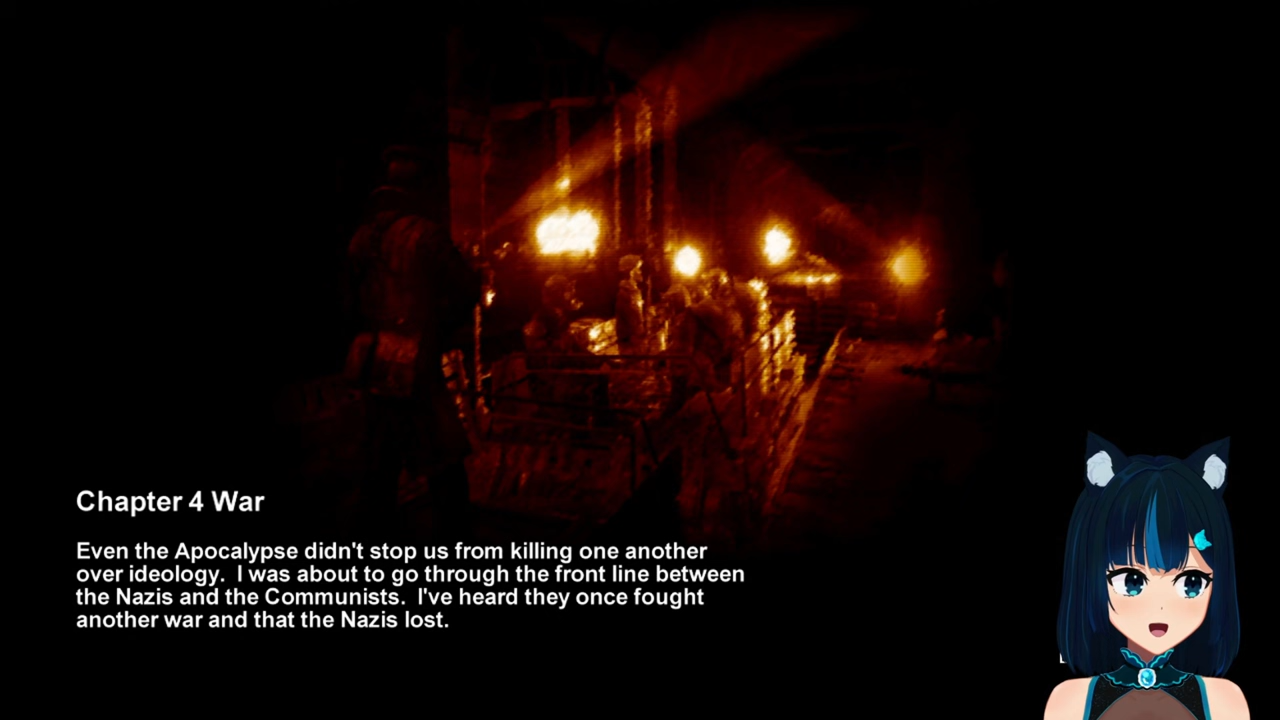 Chapter 4 War
Even the Apocalypse didn't stop us from killing one another
over ideology.  I was about to go through the front line between
the Nazis and the Communists.  I've heard they once fought
another war and that the Nazis lost.